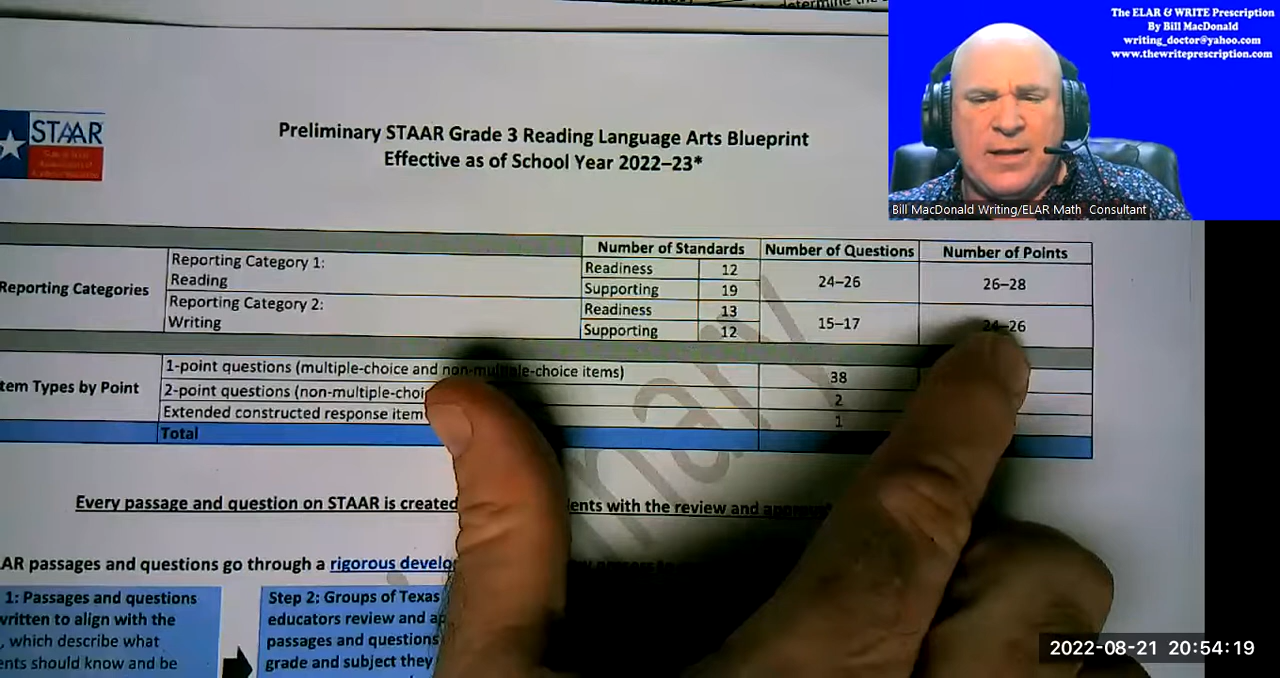 determine the
The ELAR & WRITE Prescription
By Bill MacDonald
writing_doctor@yahoo.com
www.thewriteprescription.com
Bill MacDonald Writing/ELAR Math Consultant
STAAR
Preliminary STAAR Grade 3 Reading Language Arts Blueprint
Effective as of School Year 2022–23*
Number of Standards Number of Questions Number of Points
Reporting Categories
Reporting Category 1:
Reading
Readiness 12
Supporting 19
24–26
26–28
Reporting Category 2:
Writing
Readiness 13
Supporting 12
15–17
24–26
tem Types by Point
1-point questions (multiple-choice and non-multiple-choice items) 38
2-point questions (non-multiple-choi 2
Extended constructed response item 1
Total
Every passage and question on STAAR is created ents with the review and
AR passages and questions go through a rigorous develo
1: Passages and questions
written to align with the
, which describe what
ents should know and be
Step 2: Groups of Texas
educators review and ap
passages and questions
grade and subject they
2022-08-21 20:54:19